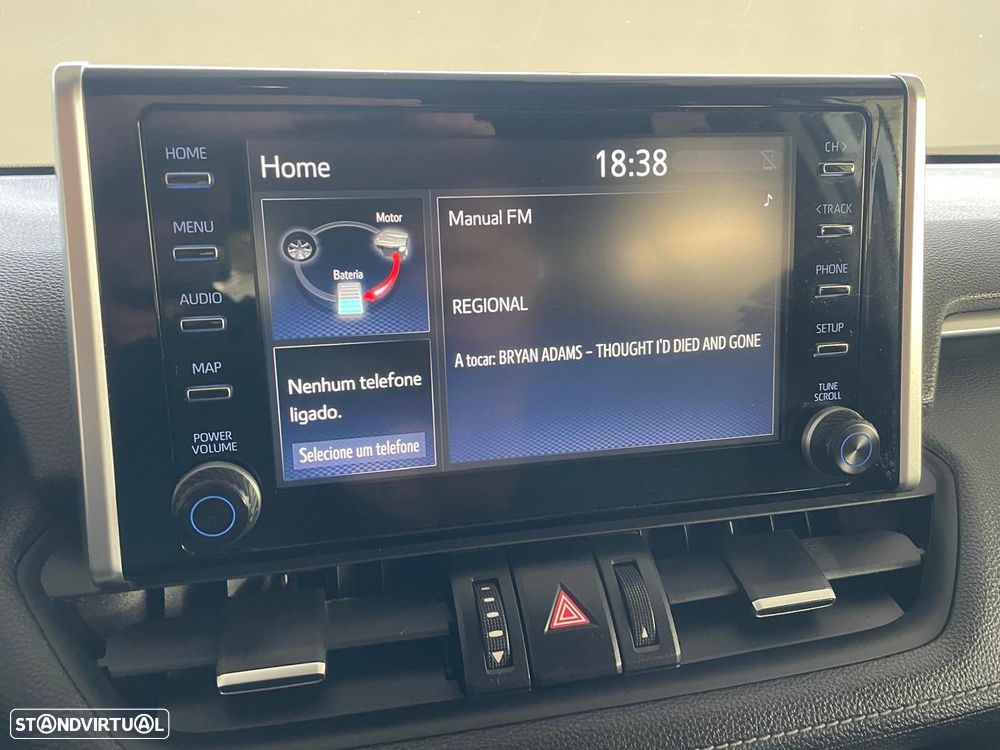 HOME
MENU
AUDIO
MAP
POWER
VOLUME
Home
18:38
Motor
Bateria
Nenhum telefone
ligado.
Selecione um telefone
Manual FM
REGIONAL
A tocar: BRYAN ADAMS – THOUGHT I'D DIED AND GONE
CH >
< TRACK
PHONE
SETUP
TUNE
SCROLL
STANDVIRTUAL